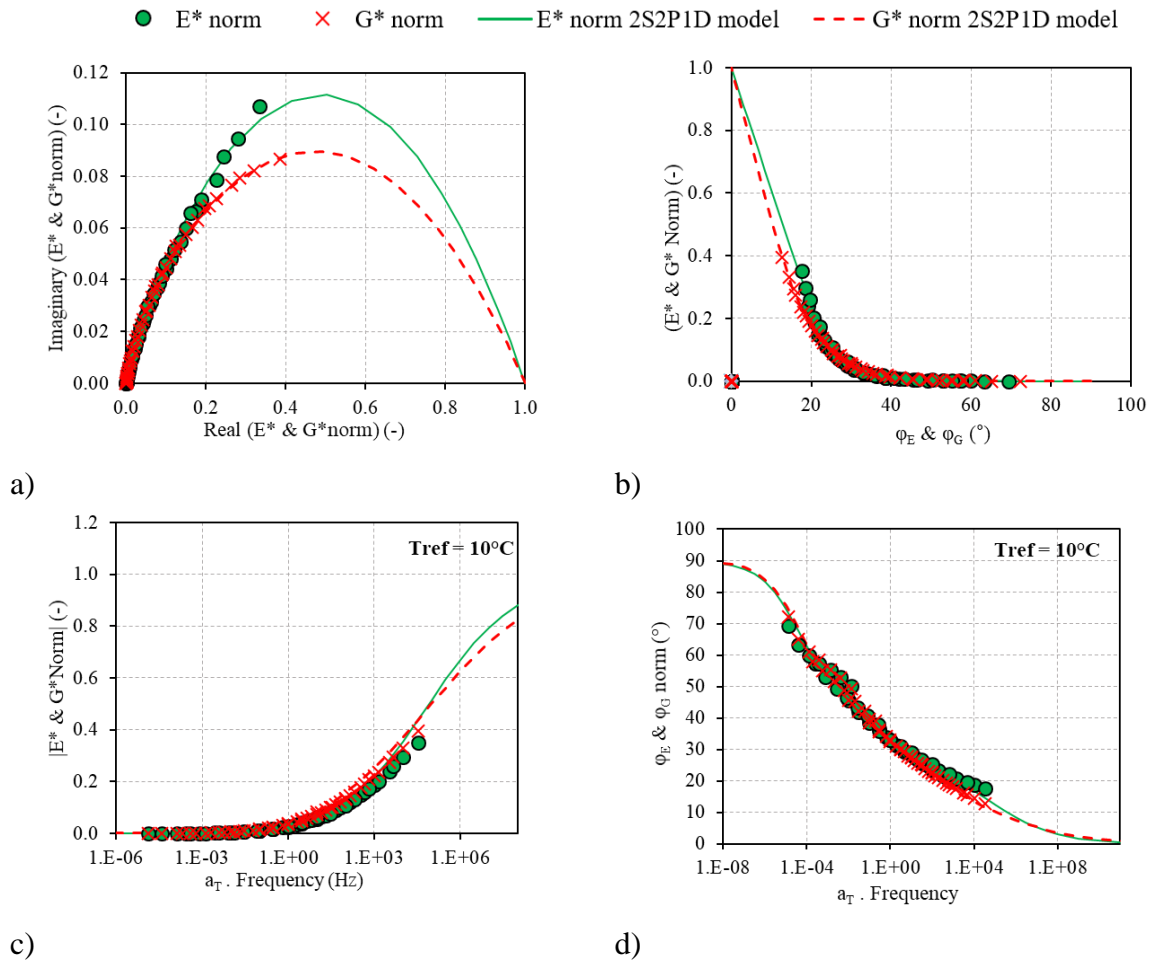 E* norm G* norm E* norm 2S2P1D model G* norm 2S2P1D model
0.12
0.10
0.08
0.06
0.04
0.02
0.00
Imaginary (E* & G*norm) (-)
0.0 0.2 0.4 0.6 0.8 1.0
Real (E* & G*norm) (-)
a)
1.0
0.8
0.6
0.4
0.2
0.0
(E* & G* Norm) (-)
0 20 40 60 80 100
φE & φG (°)
b)
1.2
1.0
0.8
0.6
0.4
0.2
0.0
|E* & G*Norm| (-)
Tref = 10°C
1.E-06 1.E-03 1.E+00 1.E+03 1.E+06
aT . Frequency (Hz)
c)
100
90
80
70
60
50
40
30
20
10
0
φE & φG norm (°)
Tref = 10°C
1.E-08 1.E-04 1.E+00 1.E+04 1.E+08
aT . Frequency
d)